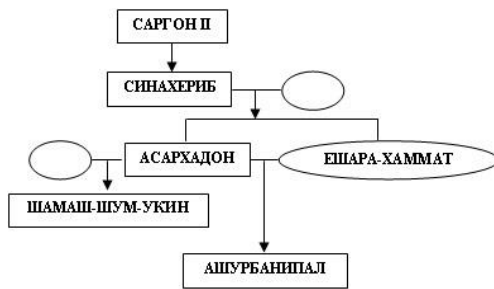 САРГОН II
СИНАХЕРИБ
АСАРХАДОН
ЕШАРА-ХАММАТ
ШАМАШ-ШУМ-УКИН
АШУРБАНИПАЛ